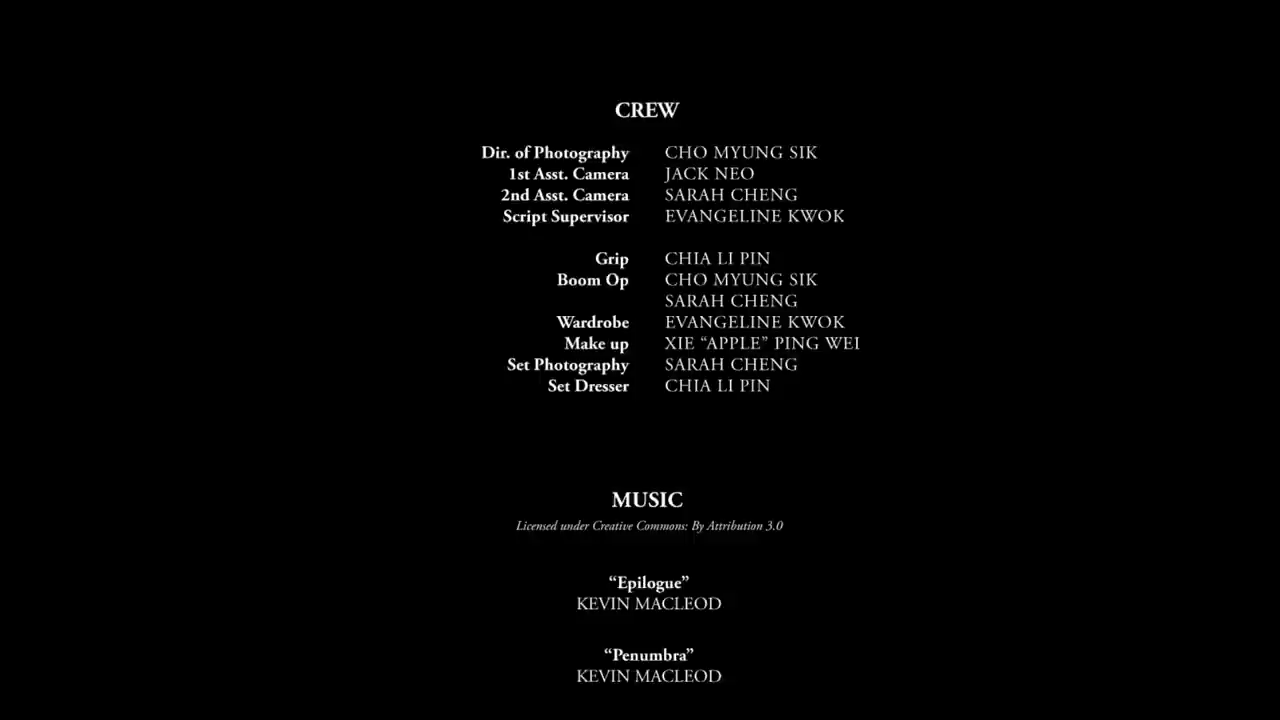 CREW
Dir. of Photography CHO MYUNG SIK
1st Asst. Camera JACK NEO
2nd Asst. Camera SARAH CHENG
Script Supervisor EVANGELINE KWOK
Grip CHIA LI PIN
Boom Op CHO MYUNG SIK
SARAH CHENG
Wardrobe EVANGELINE KWOK
Make up XIE “APPLE” PING WEI
Set Photography SARAH CHENG
Set Dresser CHIA LI PIN
MUSIC
Licensed under Creative Commons: By Attribution 3.0
“Epilogue”
KEVIN MACLEOD
“Penumbra”
KEVIN MACLEOD